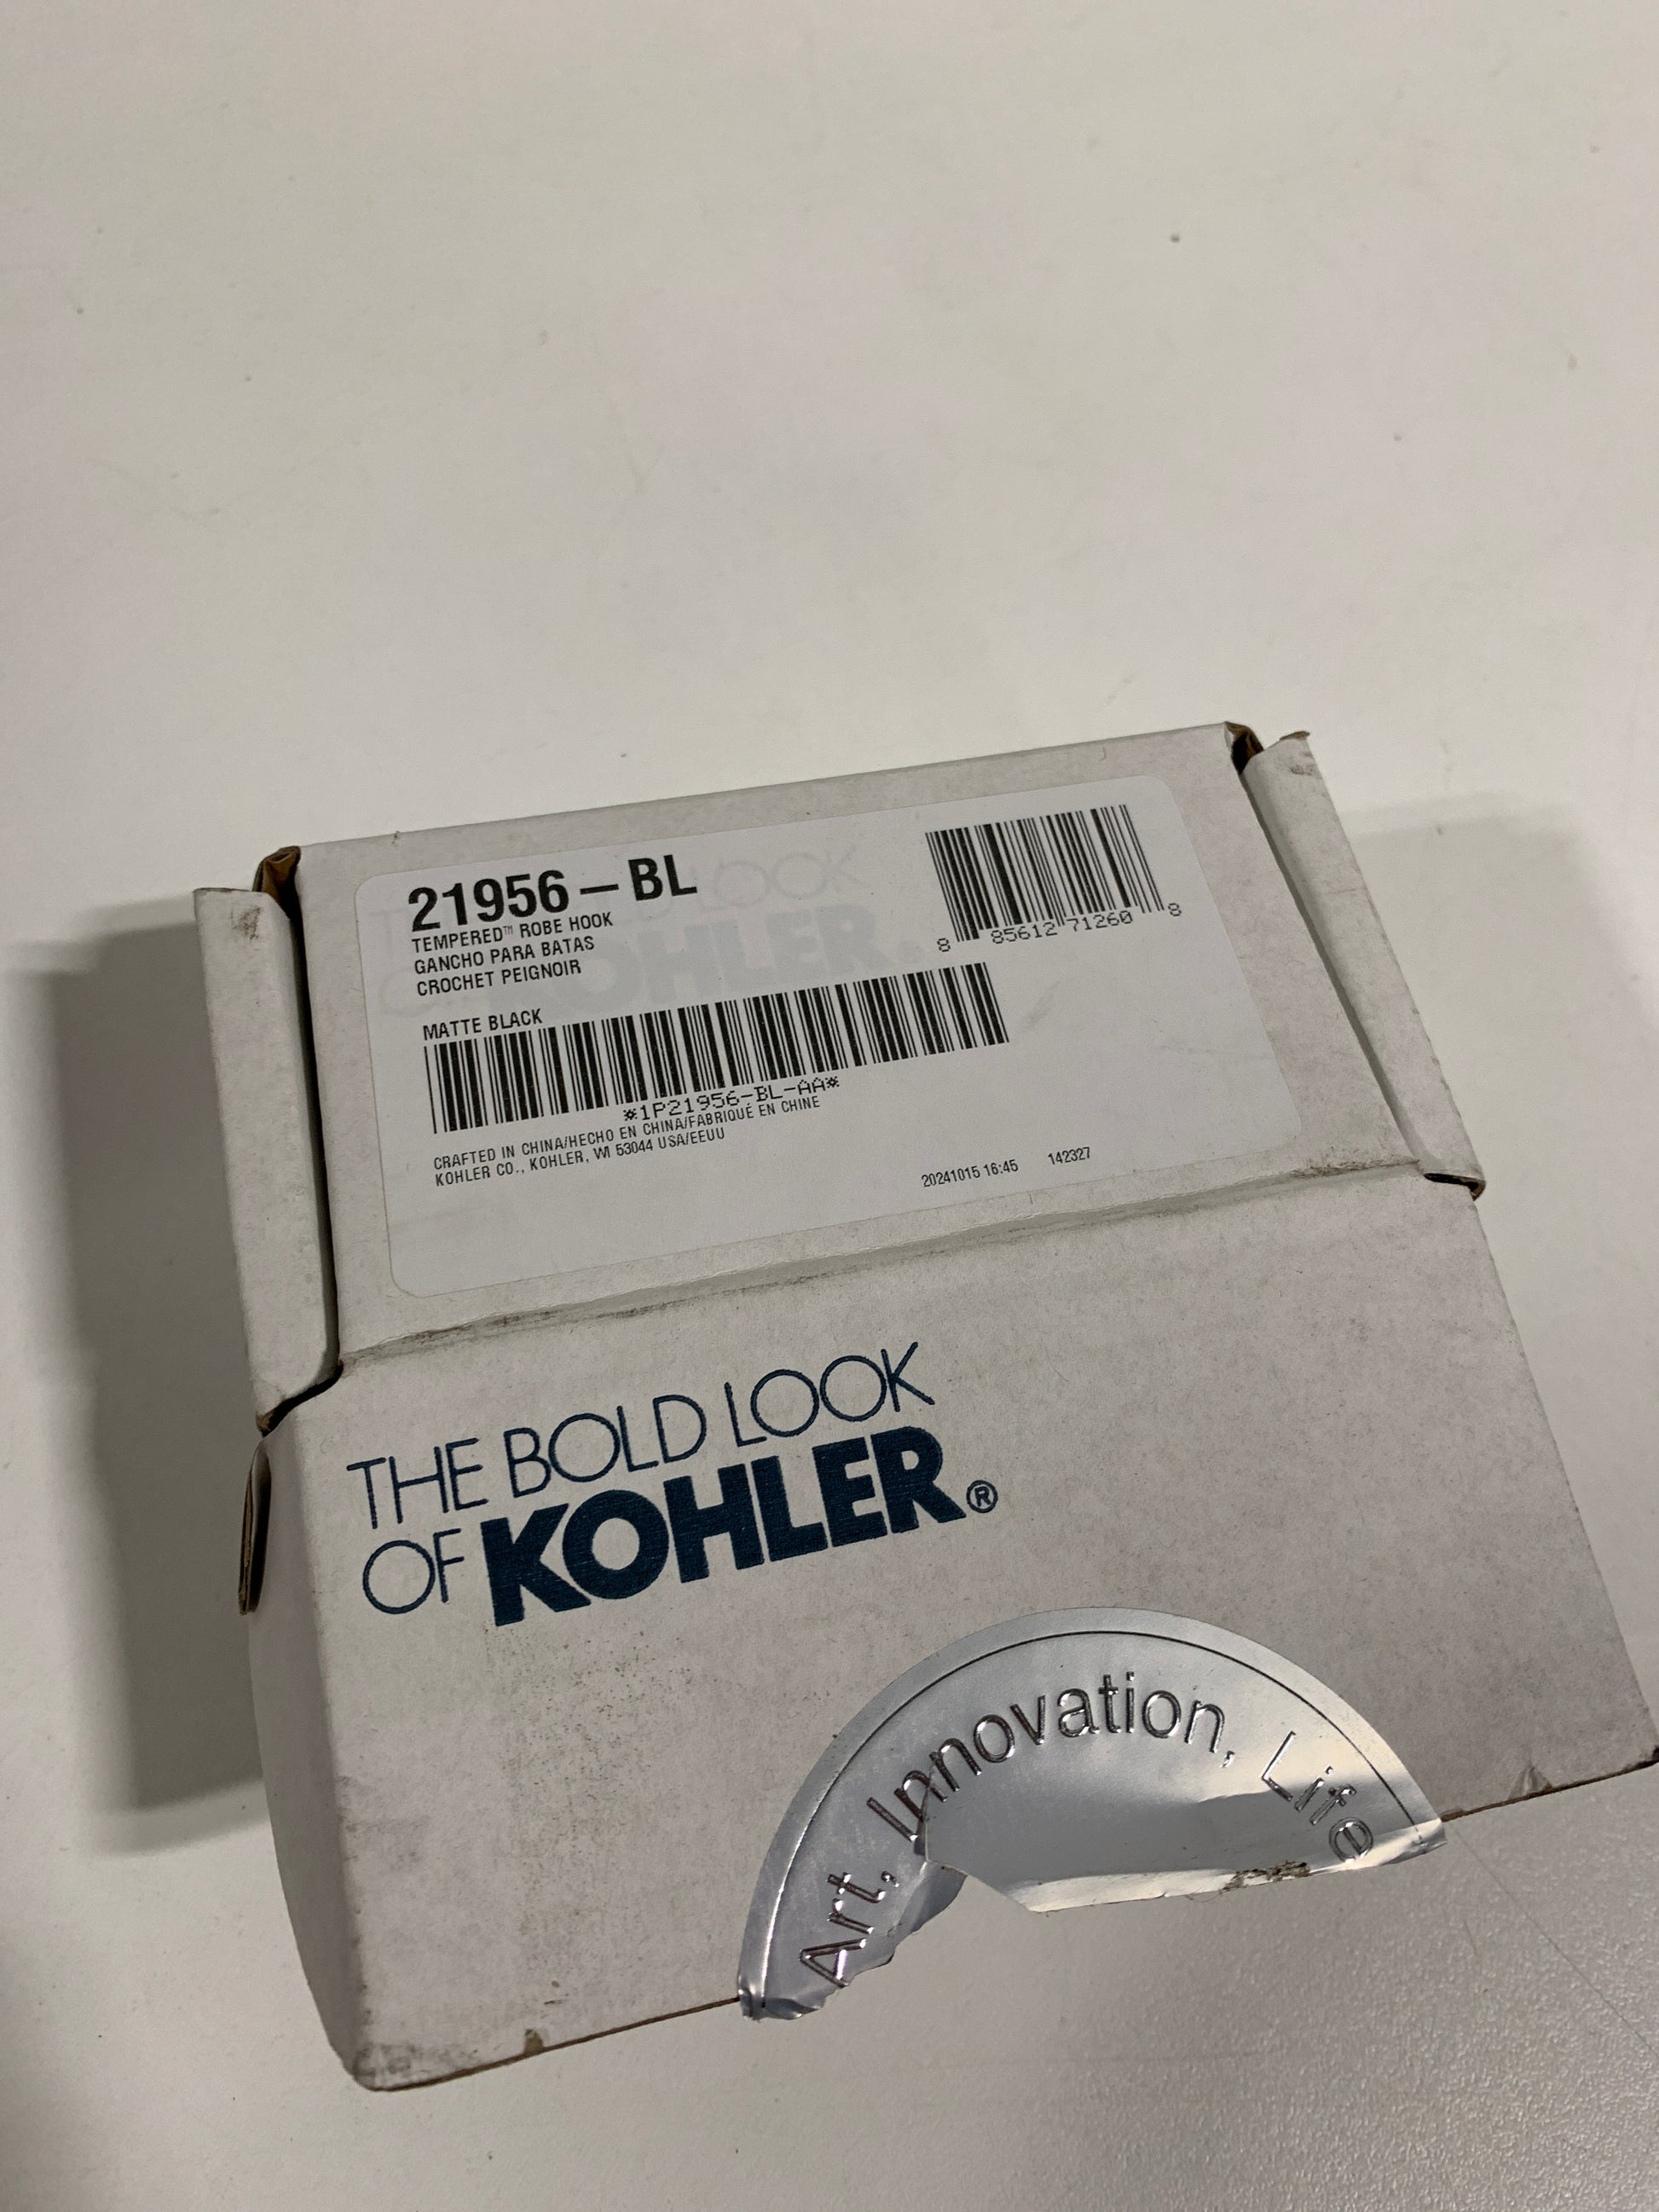 21956-BL
TEMPERED™ ROBE HOOK
GANCHO PARA BATAS
CROCHET PEIGNOIR
8 85612 71260 8
MATTE BLACK
*1P21956-BL-AA*
CRAFTED IN CHINA/HECHO EN CHINA/FABRIQUÉ EN CHINE
KOHLER CO., KOHLER, WI 53044 USA/EEUU
20241015 16:45 142327
THE BOLD LOOK
OF KOHLER®
Art, Innovation, Life